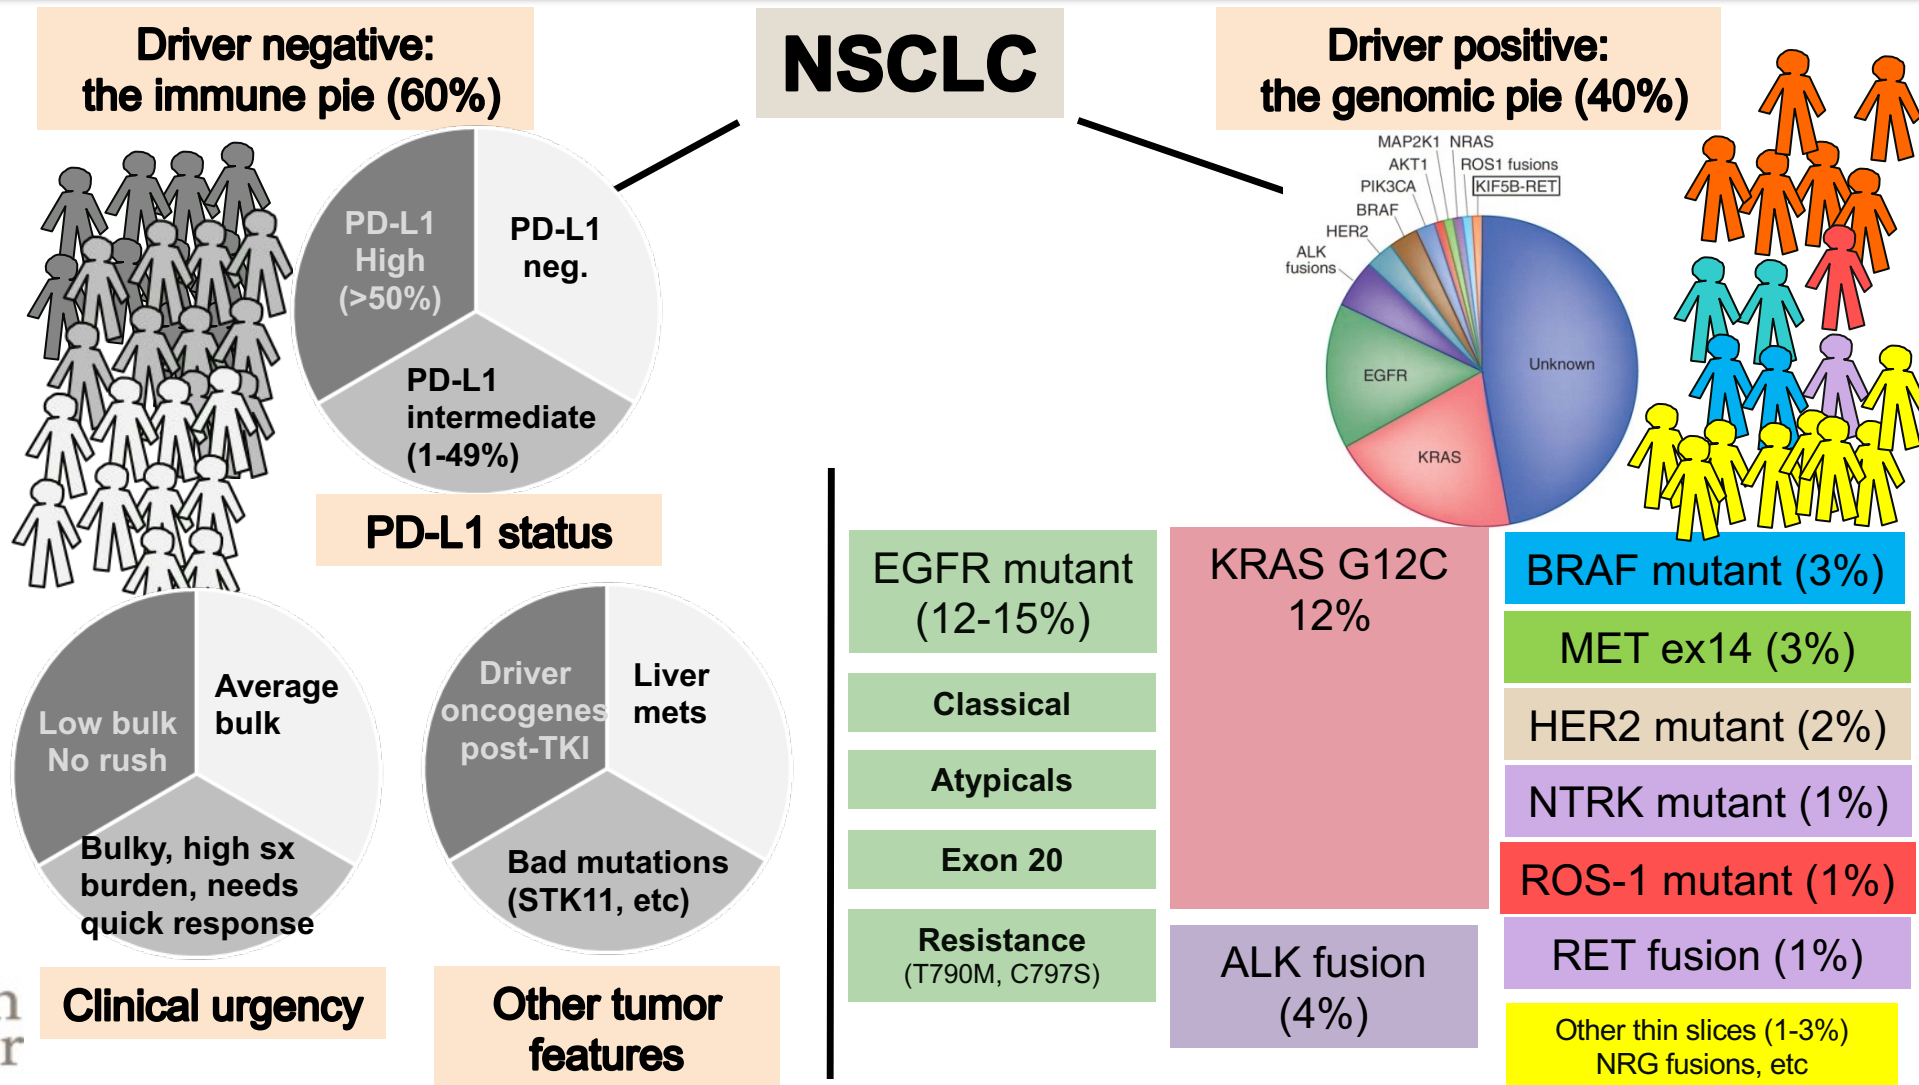 NSCLC
Driver negative:
the immune pie (60%)
PD-L1
High
(>50%)
PD-L1
neg.
PD-L1
intermediate
(1-49%)
PD-L1 status
Low bulk
No rush
Average
bulk
Bulky, high sx
burden, needs
quick response
Clinical urgency
Driver
oncogenes
post-TKI
Liver
mets
Bad mutations
(STK11, etc)
Other tumor
features
Driver positive:
the genomic pie (40%)
MAP2K1 NRAS
AKT1 ROS1 fusions
PIK3CA KIF5B-RET
BRAF
HER2
ALK
fusions
EGFR
KRAS
Unknown
EGFR mutant
(12-15%)
Classical
Atypicals
Exon 20
Resistance
(T790M, C797S)
KRAS G12C
12%
ALK fusion
(4%)
BRAF mutant (3%)
MET ex14 (3%)
HER2 mutant (2%)
NTRK mutant (1%)
ROS-1 mutant (1%)
RET fusion (1%)
Other thin slices (1-3%)
NRG fusions, etc